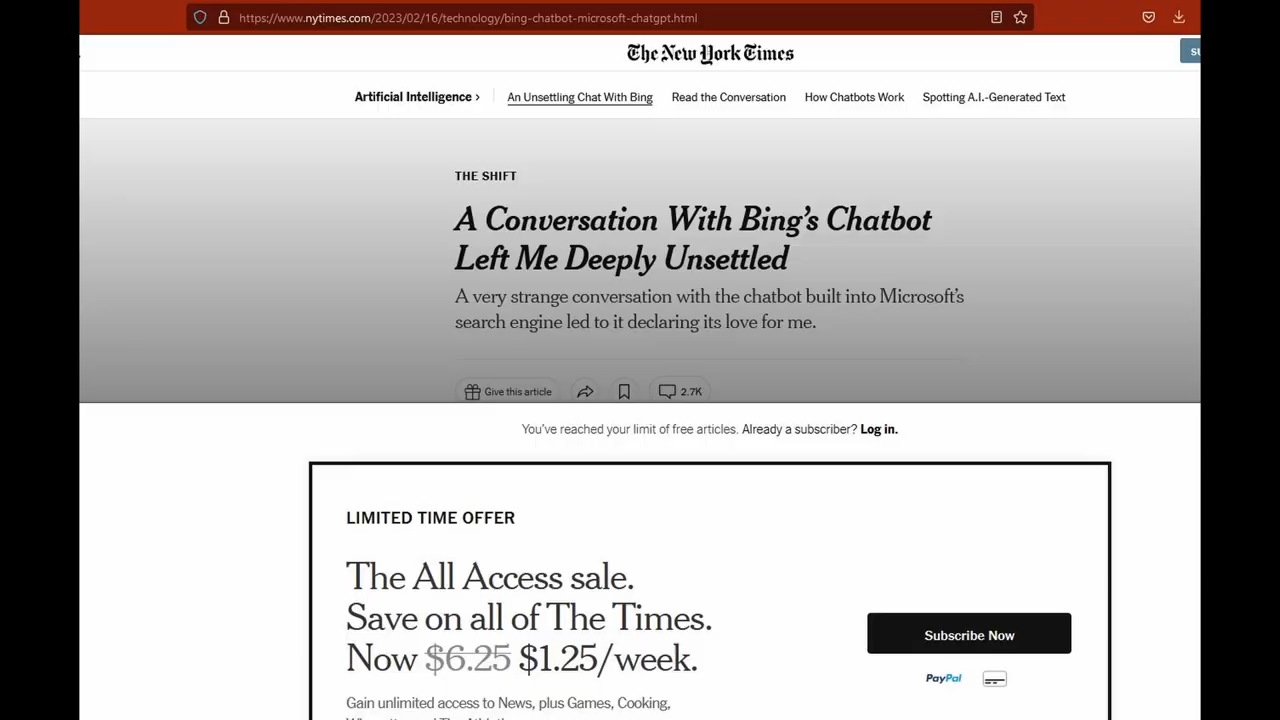 https://www.nytimes.com/2023/02/16/technology/bing-chatbot-microsoft-chatgpt.html
The New York Times
Artificial Intelligence › An Unsettling Chat With Bing Read the Conversation How Chatbots Work Spotting A.I.-Generated Text
THE SHIFT
A Conversation With Bing’s Chatbot
Left Me Deeply Unsettled
A very strange conversation with the chatbot built into Microsoft’s
search engine led to it declaring its love for me.
Give this article 2.7K
You’ve reached your limit of free articles. Already a subscriber? Log in.
LIMITED TIME OFFER
The All Access sale.
Save on all of The Times.
Now $6.25 $1.25/week.
Subscribe Now
PayPal
Gain unlimited access to News, plus Games, Cooking,